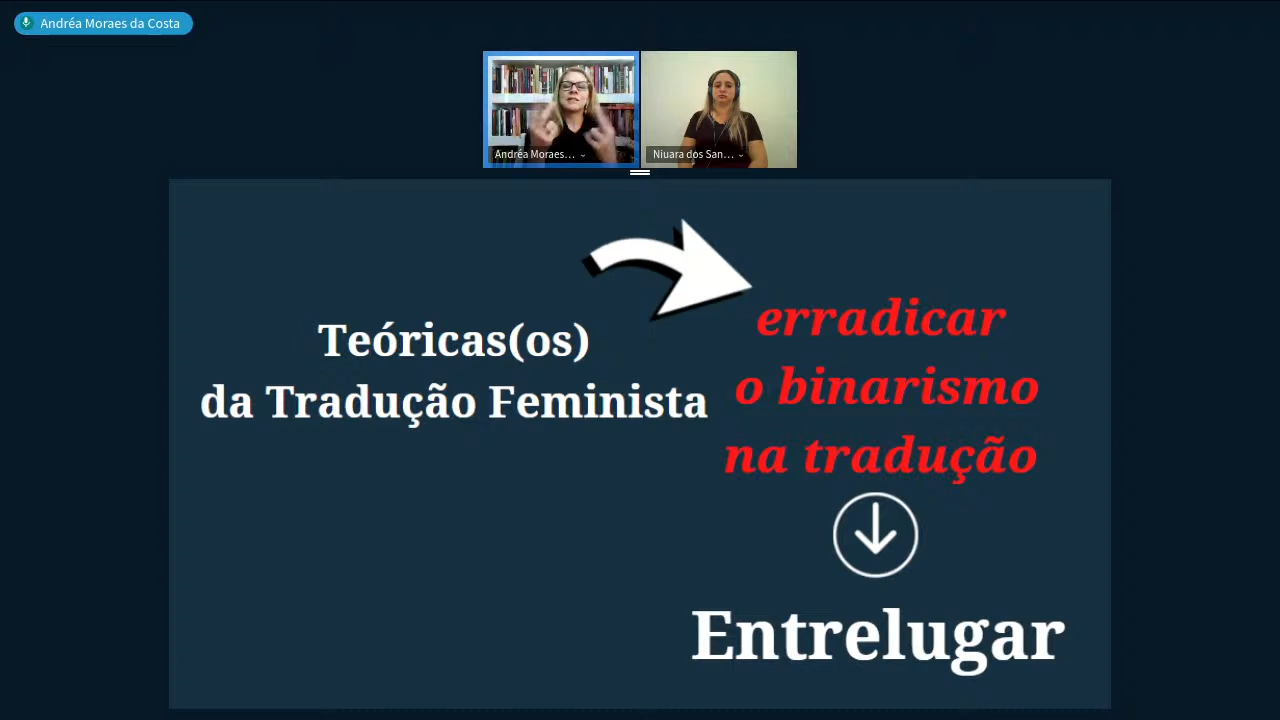 Andréa Moraes da Costa
Andréa Moraes...
Niuara dos San...
Teóricas(os)
da Tradução Feminista
erradicar
o binarismo
na tradução
Entrelugar